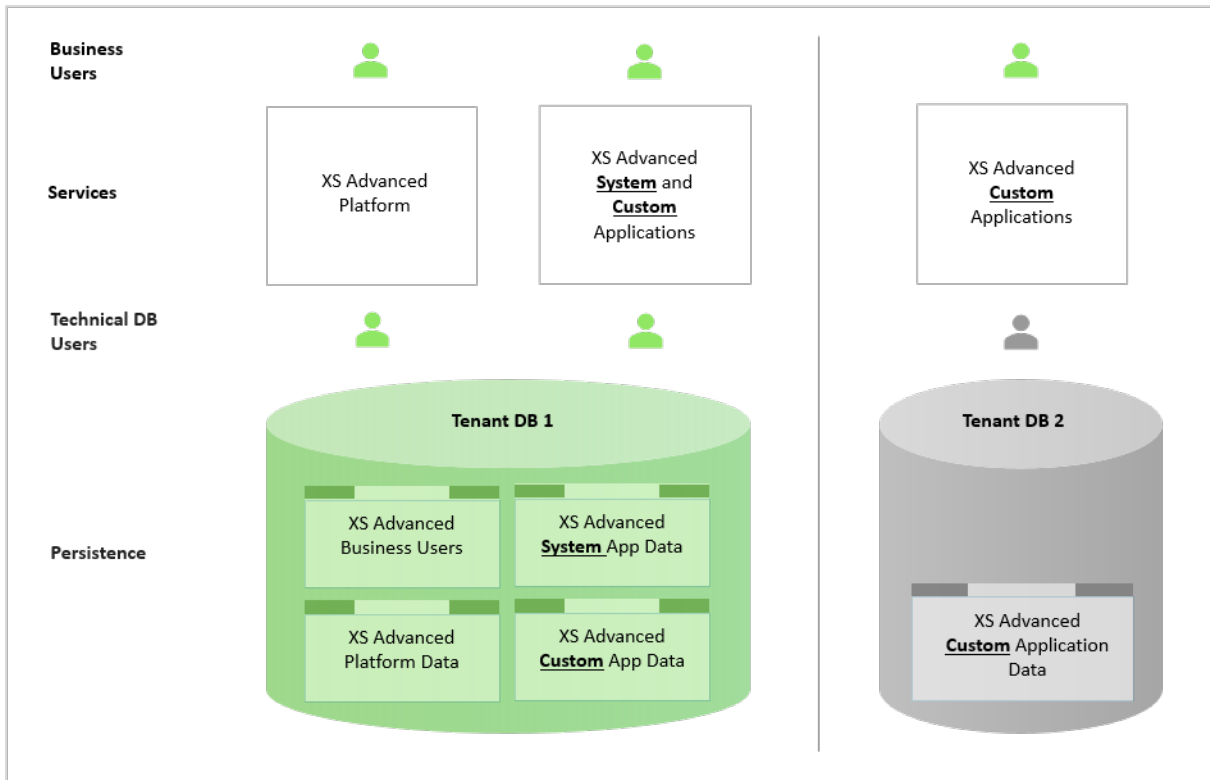 Business
Users
Services
XS Advanced
Platform
XS Advanced
System and
Custom
Applications
XS Advanced
Custom
Applications
Technical DB
Users
Tenant DB 1
Tenant DB 2
Persistence
XS Advanced
Business Users
XS Advanced
System App Data
XS Advanced
Platform Data
XS Advanced
Custom App Data
XS Advanced
Custom Application
Data